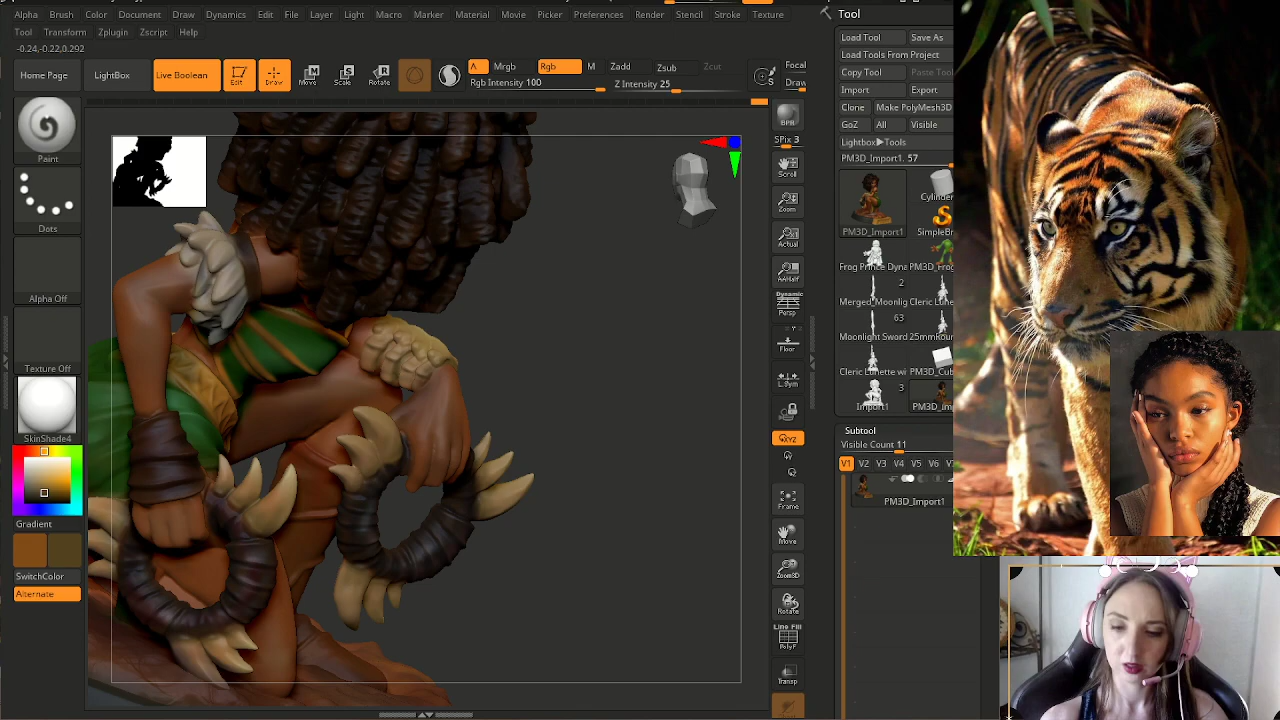 Alpha Brush Color Document Draw Dynamics Edit File Layer Light Macro Marker Material Movie Picker Preferences Render Stencil Stroke Texture
Tool Transform Zplugin Zscript Help
-0.24,-0.22,0.292
Home Page LightBox Live Boolean Edit Draw Move Scale Rotate A Mrgb Rgb M Zadd Zsub Zcut Focal
Rgb Intensity 100 Z Intensity 25 Draw
Paint
Dots
Alpha Off
Texture Off
SkinShade4
Gradient
SwitchColor
Alternate
BPR
SPix 3
Scroll
Zoom
Actual
AAHalf
Dynamic
Persp
Floor
L.Sym
XYZ
Frame
Move
Zoom3D
Rotate
Line Fill
PolyF
Transp
Tool
Load Tool Save As
Load Tools From Project
Copy Tool Paste Tool
Import Export
Clone Make PolyMesh3D
GoZ All Visible
Lightbox▶Tools
PM3D_Import1. 57
PM3D_Import1 Cylinder
SimpleBr
Frog Prince Dyna PM3D_Frog
2
Merged_Moonlig Cleric Lune
63
Moonlight Sword 25mmRoun
Cleric Lunette wi PM3D_Cub
3
Import1 PM3D_Im
Subtool
Visible Count 11
V1 V2 V3 V4 V5 V6 V
PM3D_Import1